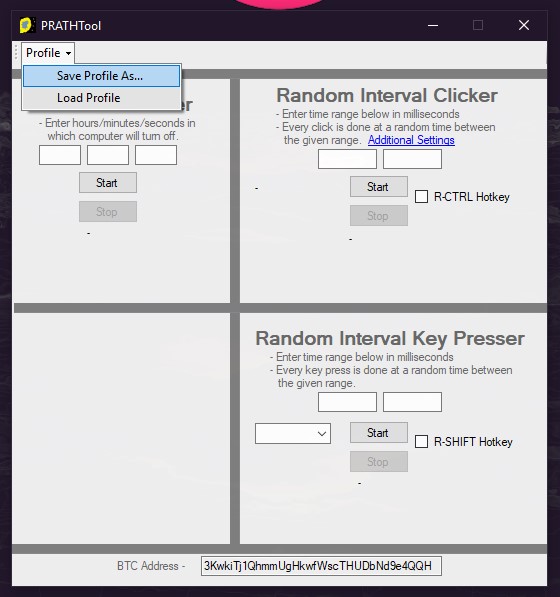 PRATHTool
Profile
Save Profile As...
Load Profile
- Enter hours/minutes/seconds in
which computer will turn off.
Start
Stop
-
Random Interval Clicker
- Enter time range below in milliseconds
- Every click is done at a random time between
the given range. Additional Settings
-
Start
R-CTRL Hotkey
Stop
-
Random Interval Key Presser
- Enter time range below in milliseconds
- Every key press is done at a random time between
the given range.
Start
R-SHIFT Hotkey
Stop
-
BTC Address - 3KwkiTj1QhmmUgHkwfWscTHUDbNd9e4QQH